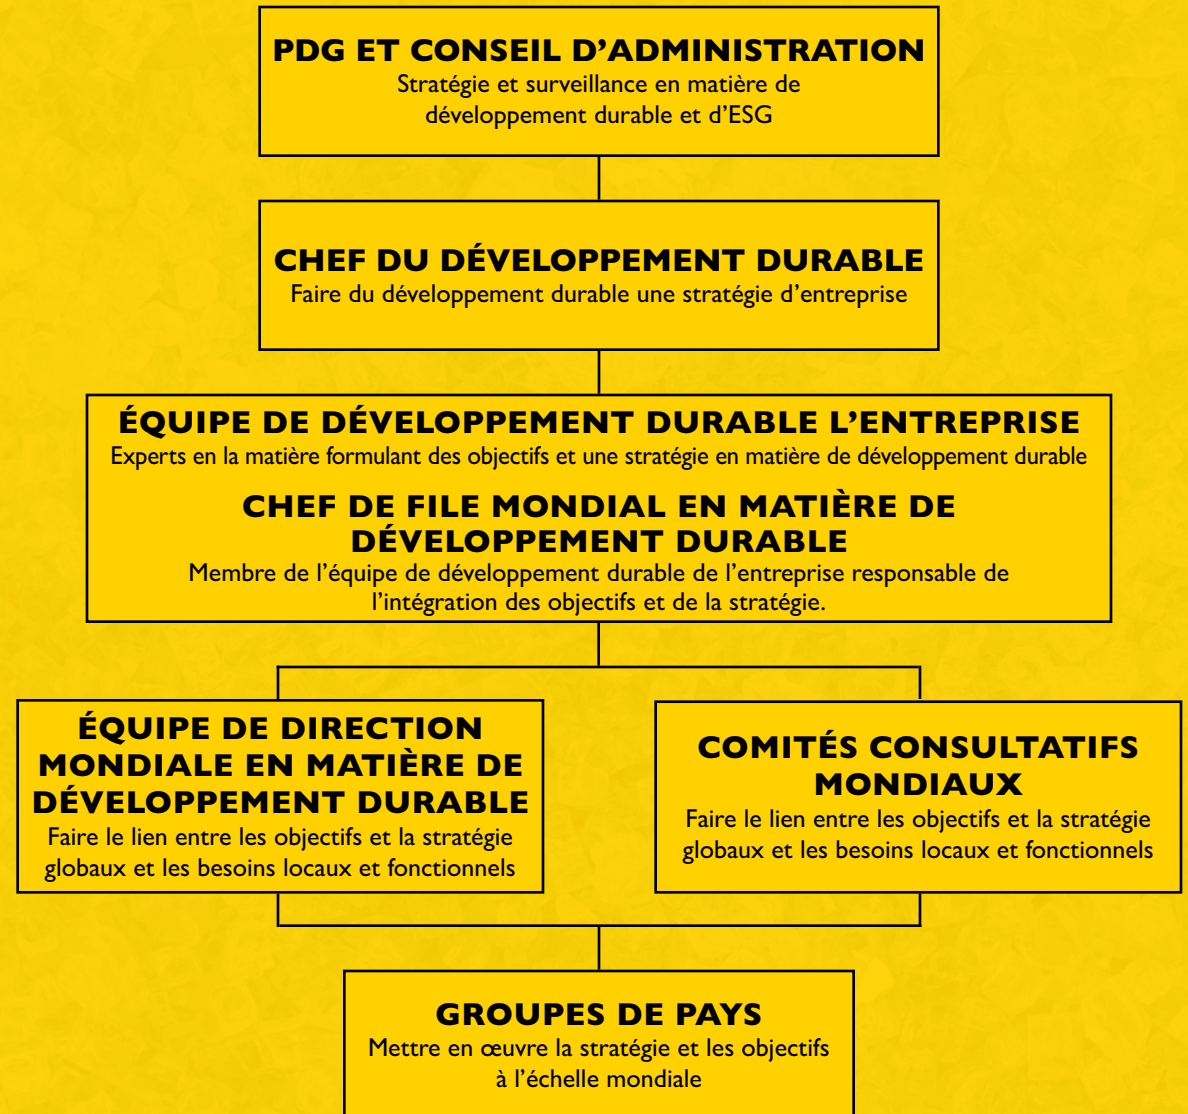 PDG ET CONSEIL D’ADMINISTRATION
Stratégie et surveillance en matière de
développement durable et d’ESG
CHEF DU DÉVELOPPEMENT DURABLE
Faire du développement durable une stratégie d’entreprise
ÉQUIPE DE DÉVELOPPEMENT DURABLE L’ENTREPRISE
Experts en la matière formulant des objectifs et une stratégie en matière de développement durable
CHEF DE FILE MONDIAL EN MATIÈRE DE
DÉVELOPPEMENT DURABLE
Membre de l’équipe de développement durable de l’entreprise responsable de
l’intégration des objectifs et de la stratégie.
ÉQUIPE DE DIRECTION
MONDIALE EN MATIÈRE DE
DÉVELOPPEMENT DURABLE
Faire le lien entre les objectifs et la stratégie
globaux et les besoins locaux et fonctionnels
COMITÉS CONSULTATIFS
MONDIAUX
Faire le lien entre les objectifs et la stratégie
globaux et les besoins locaux et fonctionnels
GROUPES DE PAYS
Mettre en œuvre la stratégie et les objectifs
à l’échelle mondiale